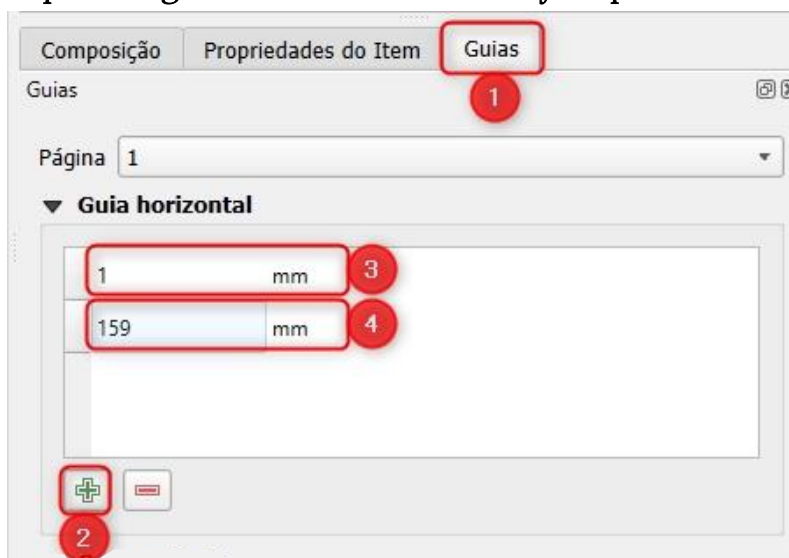 Composição Propriedades do Item Guias
1
Guias
Página 1
Guia horizontal
1 mm 3
159 mm 4
2